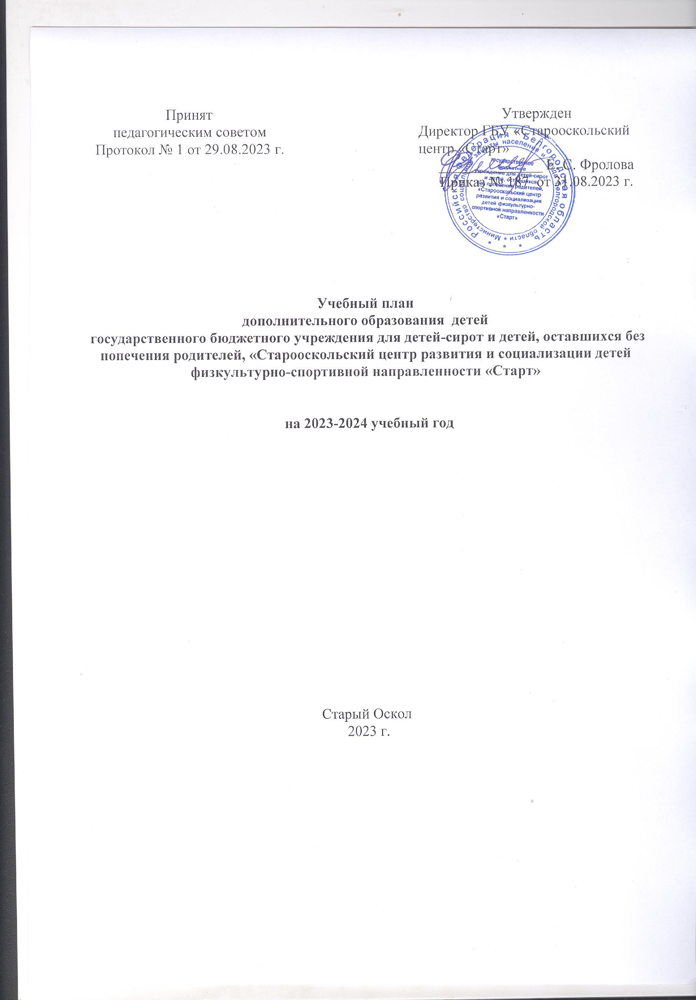 Принят
педагогическим советом
Протокол № 1 от 29.08.2023 г.
Утвержден
Директор ГБУ «Старооскольский
центр «Старт»
Е. С. Фролова
Приказ № 187 от 31.08.2023 г.
Российская Федерация * Белгородская область
Министерство социальной защиты населения и труда Белгородской области
государственное
бюджетное
учреждение для детей-сирот
и детей, оставшихся
без попечения родителей,
«Старооскольский центр
развития и социализации
детей физкультурно-
спортивной направленности
«Старт»
Учебный план
дополнительного образования детей
государственного бюджетного учреждения для детей-сирот и детей, оставшихся без
попечения родителей, «Старооскольский центр развития и социализации детей
физкультурно-спортивной направленности «Старт»
на 2023-2024 учебный год
Старый Оскол
2023 г.